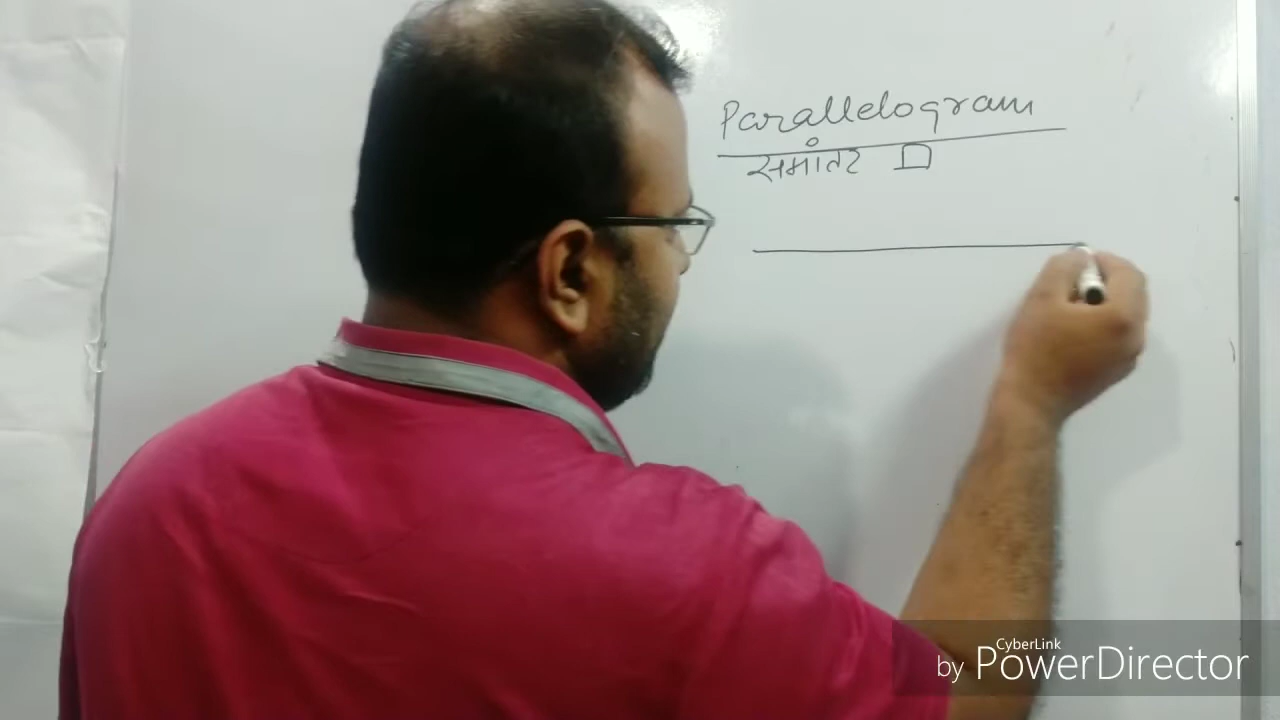 Parallelogram
समांतर
CyberLink
by PowerDirector